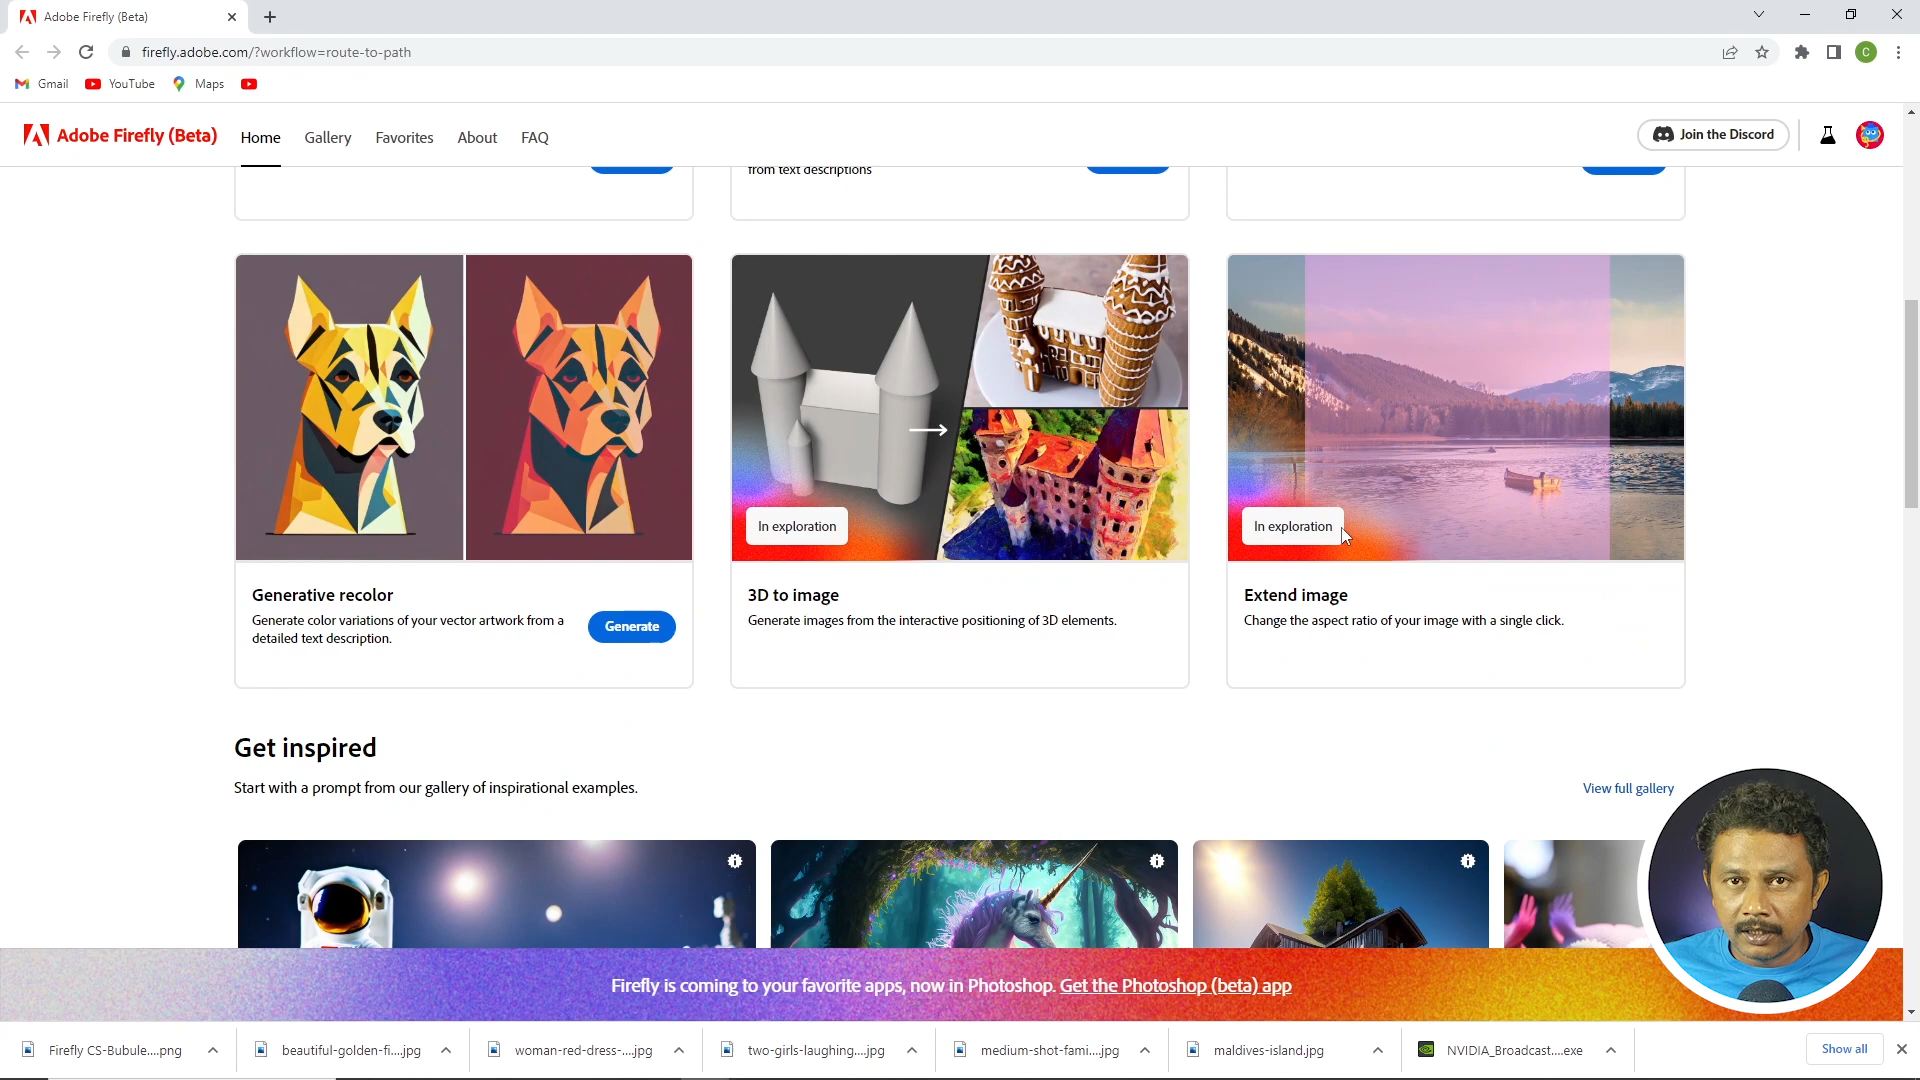 Adobe Firefly (Beta)
firefly.adobe.com/?workflow=route-to-path
C
Gmail
YouTube
Maps
Adobe Firefly (Beta)
Home
Gallery
Favorites
About
FAQ
Join the Discord
from text descriptions
In exploration
In exploration
Generative recolor
Generate color variations of your vector artwork from a
detailed text description.
Generate
3D to image
Generate images from the interactive positioning of 3D elements.
Extend image
Change the aspect ratio of your image with a single click.
Get inspired
Start with a prompt from our gallery of inspirational examples.
View full gallery
Firefly is coming to your favorite apps, now in Photoshop. Get the Photoshop (beta) app
Firefly CS-Bubule....png
beautiful-golden-fi....jpg
woman-red-dress-....jpg
two-girls-laughing....jpg
medium-shot-fami....jpg
maldives-island.jpg
NVIDIA_Broadcast....exe
Show all